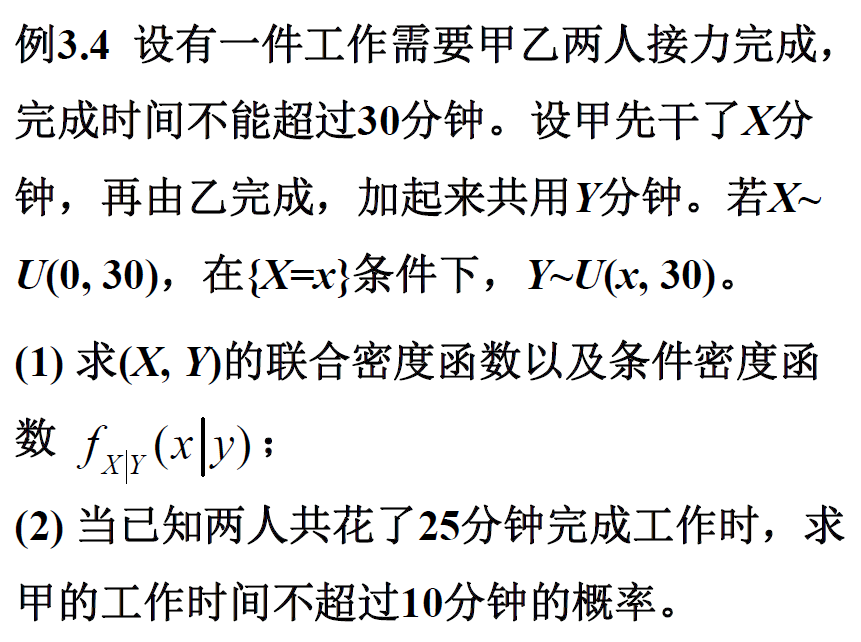 例3.4 设有一件工作需要甲乙两人接力完成，
完成时间不能超过30分钟。设甲先干了X分
钟，再由乙完成，加起来共用Y分钟。若X~
U(0, 30)，在{X=x}条件下，Y~U(x, 30)。
(1) 求(X, Y)的联合密度函数以及条件密度函
数 f_{X|Y}(x|y)；
(2) 当已知两人共花了25分钟完成工作时，求
甲的工作时间不超过10分钟的概率。